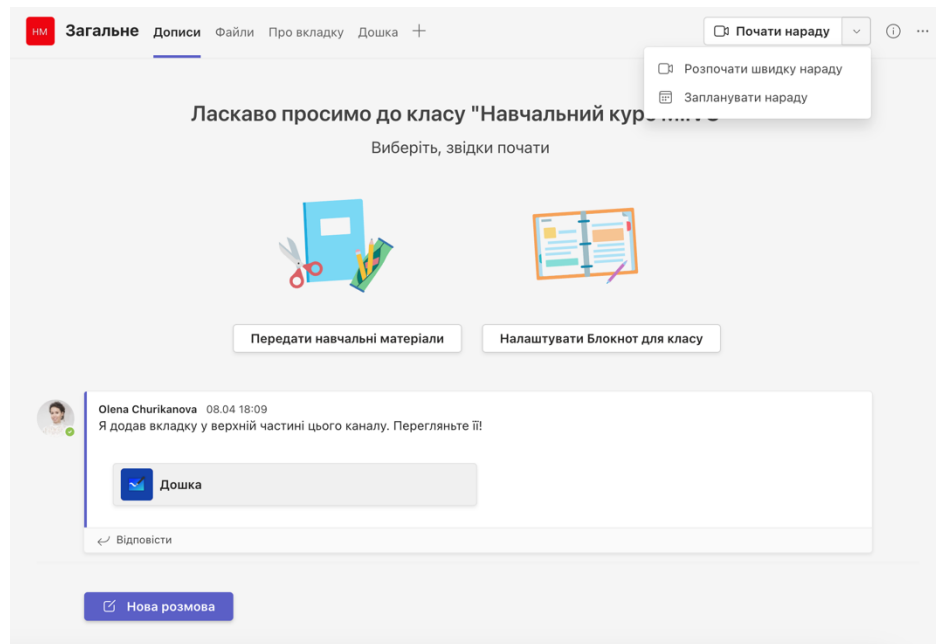 НМ Загальне Дописи Файли Про вкладку Дошка Почати нараду
Розпочати швидку нараду
Запланувати нараду
Ласкаво просимо до класу "Навчальний курс
Виберіть, звідки почати
Передати навчальні матеріали Налаштувати Блокнот для класу
Olena Churikanova 08.04 18:09
Я додав вкладку у верхній частині цього каналу. Перегляньте її!
Дошка
Відповісти
Нова розмова